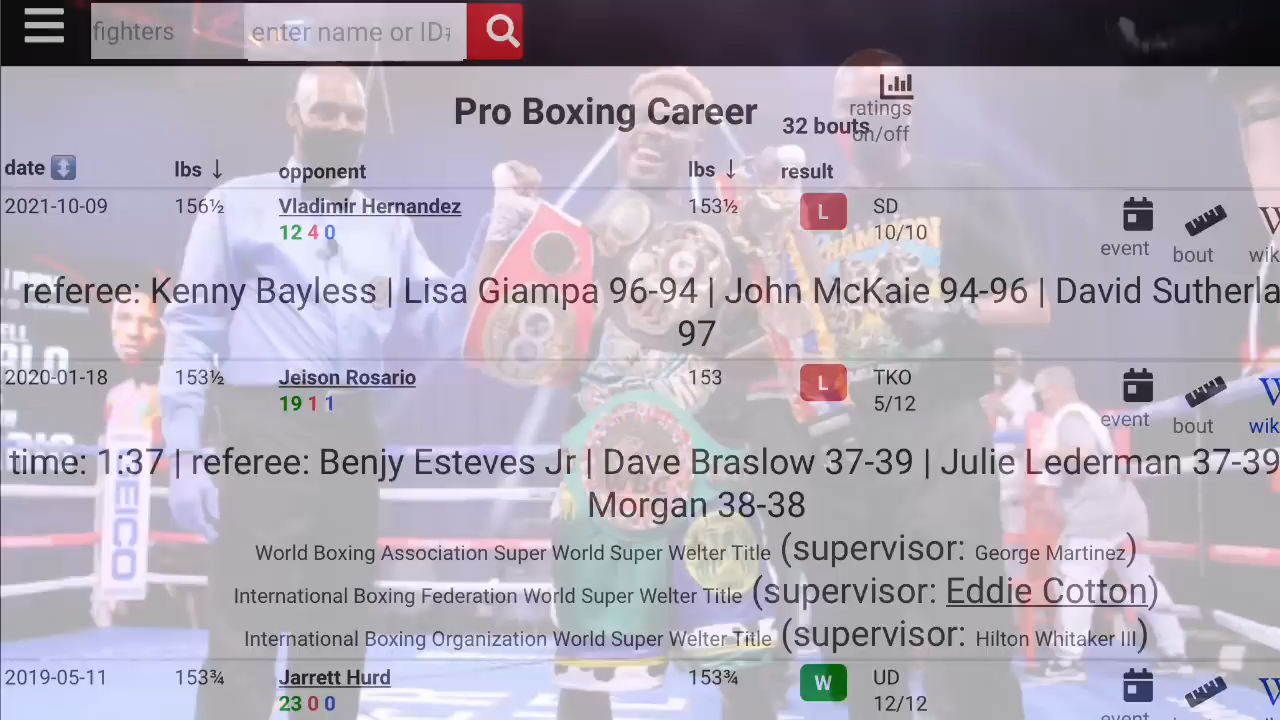 fighters enter name or ID#
Pro Boxing Career 32 bouts
ratings
on/off
date lbs ↓ opponent lbs ↓ result
2021-10-09 156½ Vladimir Hernandez 153½ L SD
12 4 0 10/10
event bout wik
referee: Kenny Bayless | Lisa Giampa 96-94 | John McKaie 94-96 | David Sutherla
97
2020-01-18 153½ Jeison Rosario 153 L TKO
19 1 1 5/12
event bout wik
time: 1:37 | referee: Benjy Esteves Jr | Dave Braslow 37-39 | Julie Lederman 37-39
Morgan 38-38
World Boxing Association Super World Super Welter Title (supervisor: George Martinez)
International Boxing Federation World Super Welter Title (supervisor: Eddie Cotton)
International Boxing Organization World Super Welter Title (supervisor: Hilton Whitaker III)
2019-05-11 153¾ Jarrett Hurd 153¾ W UD
23 0 0 12/12
event
GEICO
CHAMPION
WBC